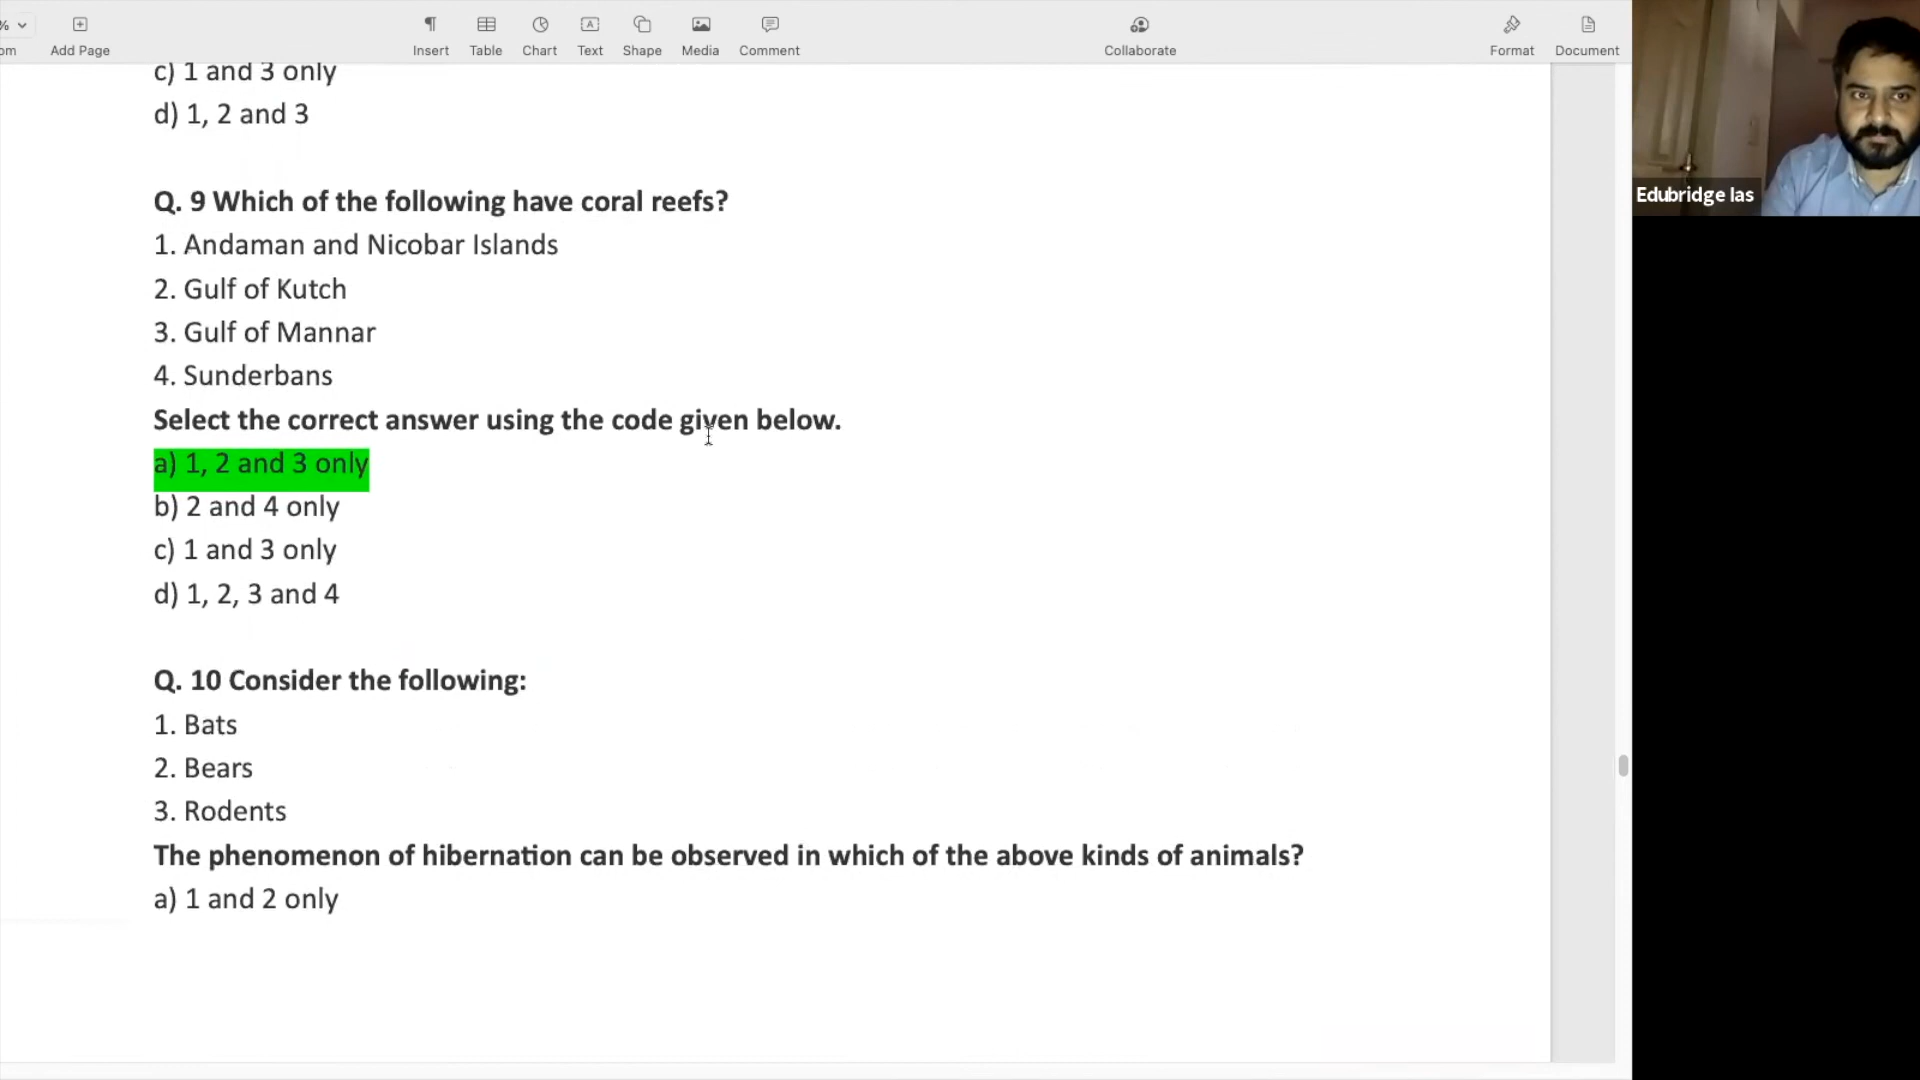 %
om
Add Page
Insert
Table
Chart
Text
Shape
Media
Comment
Collaborate
Format
Document
c) 1 and 3 only
d) 1, 2 and 3
Q. 9 Which of the following have coral reefs?
1. Andaman and Nicobar Islands
2. Gulf of Kutch
3. Gulf of Mannar
4. Sunderbans
Select the correct answer using the code given below.
a) 1, 2 and 3 only
b) 2 and 4 only
c) 1 and 3 only
d) 1, 2, 3 and 4
Q. 10 Consider the following:
1. Bats
2. Bears
3. Rodents
The phenomenon of hibernation can be observed in which of the above kinds of animals?
a) 1 and 2 only
Edubridge Ias